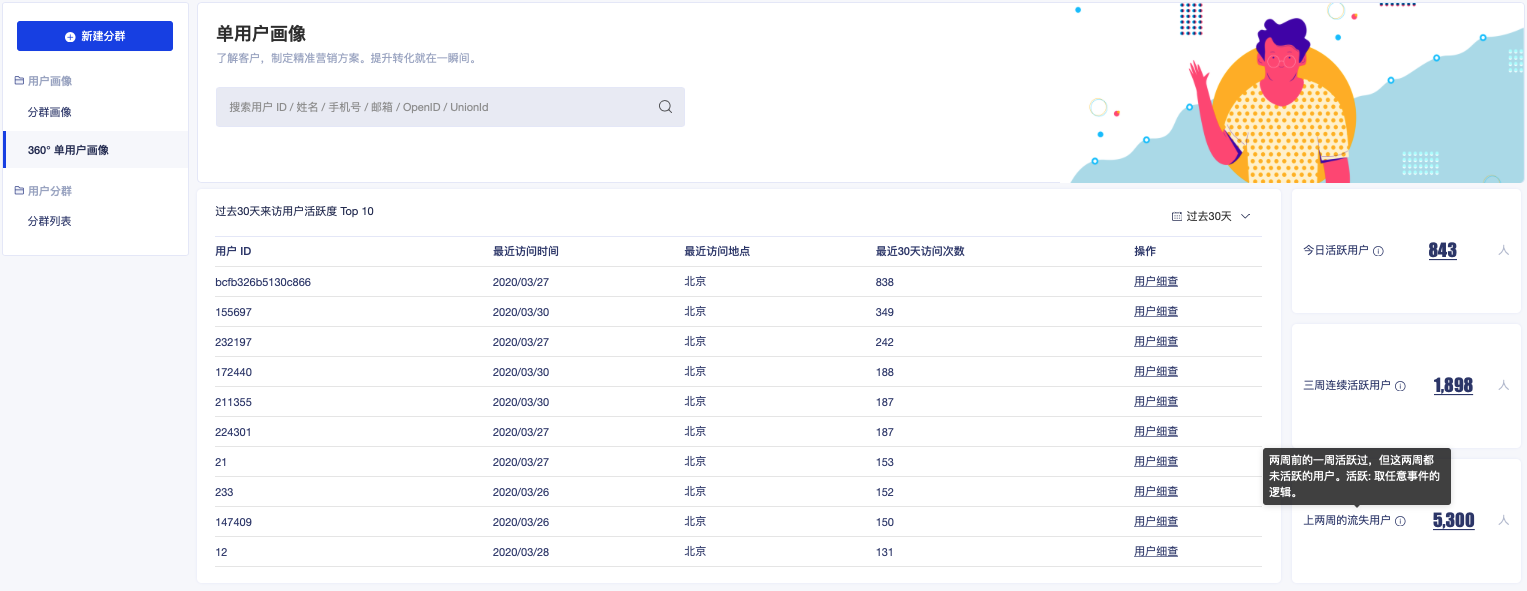 新建分群
用户画像
分群画像
360° 单用户画像
用户分群
分群列表
单用户画像
了解客户，制定精准营销方案。提升转化就在一瞬间。
搜索用户 ID / 姓名 / 手机号 / 邮箱 / OpenID / UnionId
过去30天来访用户活跃度 Top 10
过去30天
用户 ID 最近访问时间 最近访问地点 最近30天访问次数 操作
bcfb326b5130c866 2020/03/27 北京 838 用户细查
155697 2020/03/30 北京 349 用户细查
232197 2020/03/27 北京 242 用户细查
172440 2020/03/30 北京 188 用户细查
211355 2020/03/30 北京 187 用户细查
224301 2020/03/27 北京 187 用户细查
21 2020/03/27 北京 153 用户细查
233 2020/03/26 北京 152 用户细查
147409 2020/03/26 北京 150 用户细查
12 2020/03/28 北京 131 用户细查
今日活跃用户 843 人
三周连续活跃用户 1,898 人
两周前的一周活跃过，但这两周都
未活跃的用户。活跃: 取任意事件的
逻辑。
上两周的流失用户 5,300 人